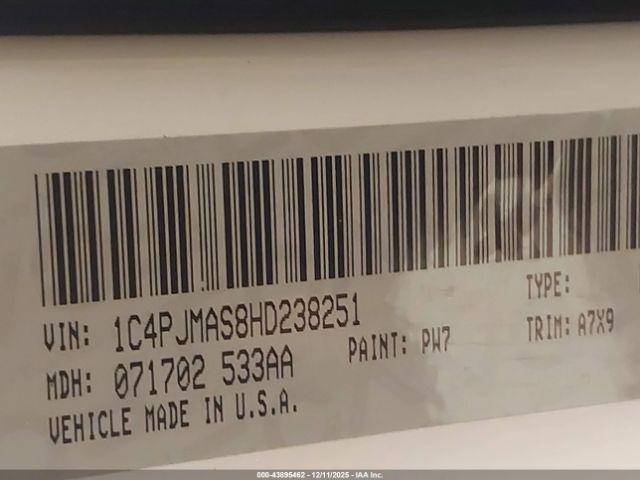 VIN: 1C4PJMAS8HD238251 TYPE:
MDH: 071702 533AA PAINT: PW7 TRIM: A7X9
VEHICLE MADE IN U.S.A.
000-43895462 - 12/11/2025 - IAA Inc.